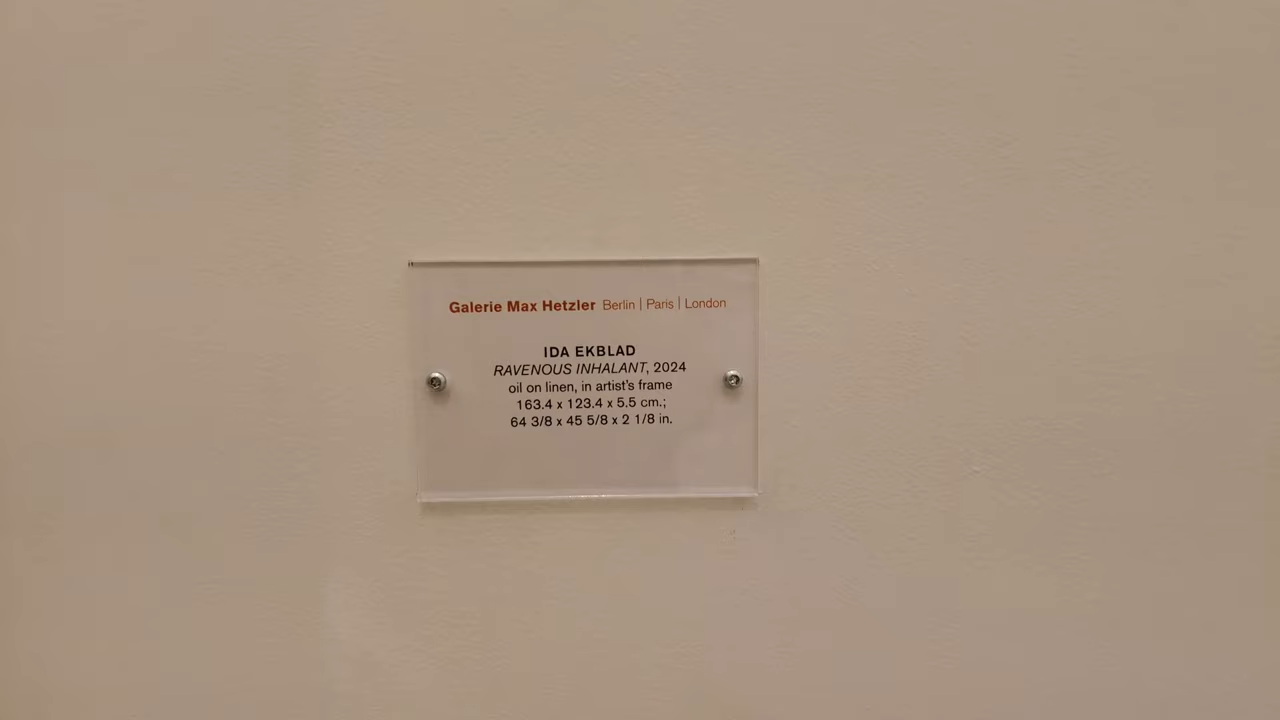 Galerie Max Hetzler Berlin | Paris | London
IDA EKBLAD
RAVENOUS INHALANT, 2024
oil on linen, in artist's frame
163.4 x 123.4 x 5.5 cm.;
64 3/8 x 45 5/8 x 2 1/8 in.